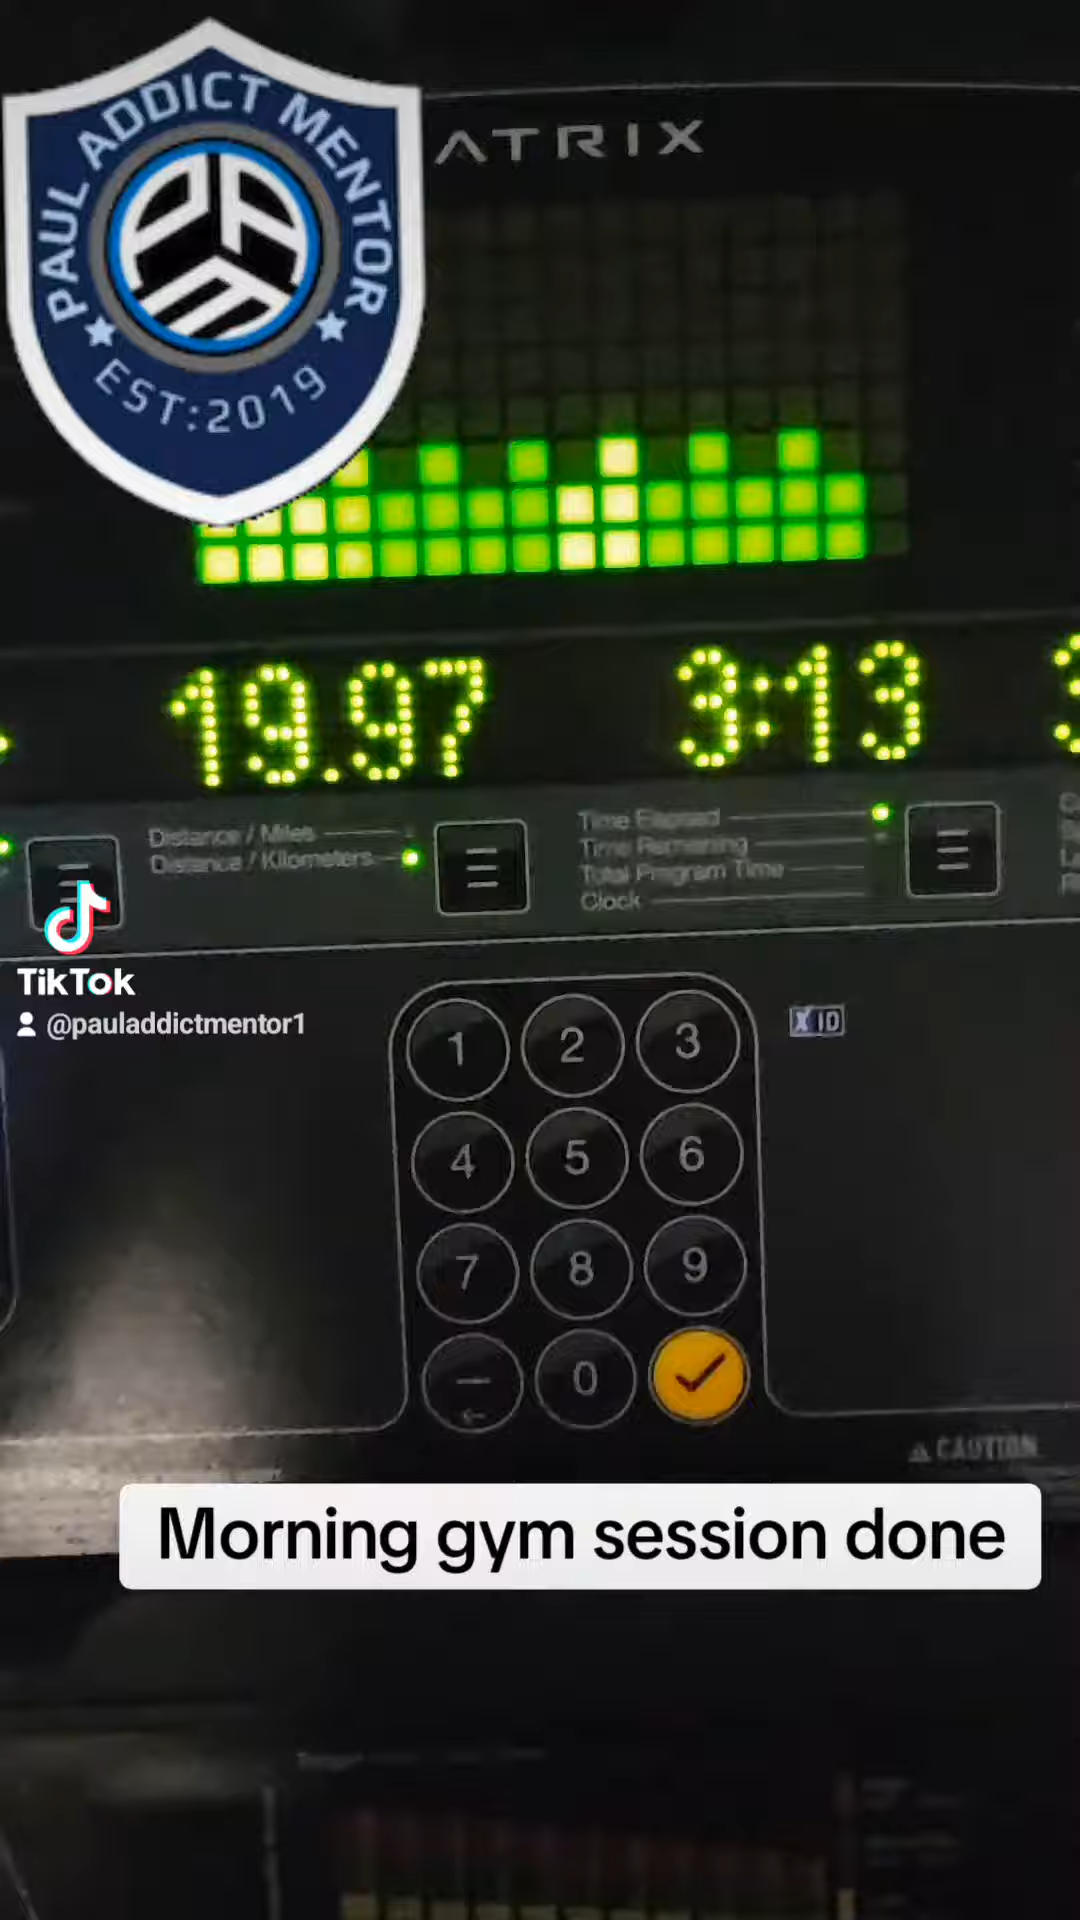 PAUL ADDICT MENTOR
PAM
EST:2019
ATRIX
19.97
3:13
3
Distance / Miles
Distance / Kilometers
Time Elapsed
Time Remaining
Total Program Time
Clock
TikTok
@pauladdictmentor1
1 2 3
X ID
4 5 6
7 8 9
0
CAUTION
Morning gym session done